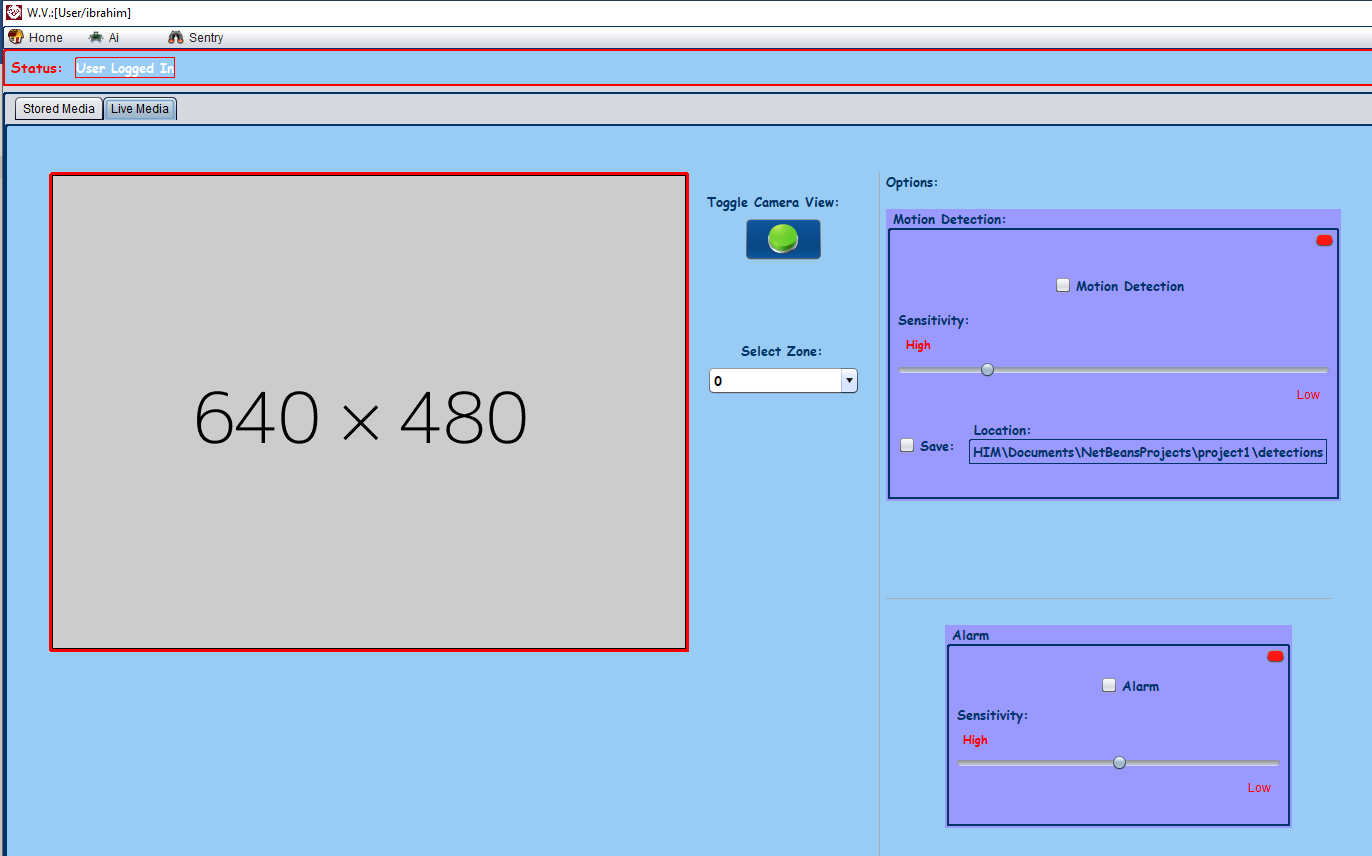 W.V.:[User/ibrahim]
Home Ai Sentry
Status: User Logged In
Stored Media Live Media
640 × 480
Toggle Camera View:
Select Zone:
0
Options:
Motion Detection:
Motion Detection
Sensitivity:
High
Low
Save:
Location:
HIM\Documents\NetBeansProjects\project1\detections
Alarm
Alarm
Sensitivity:
High
Low